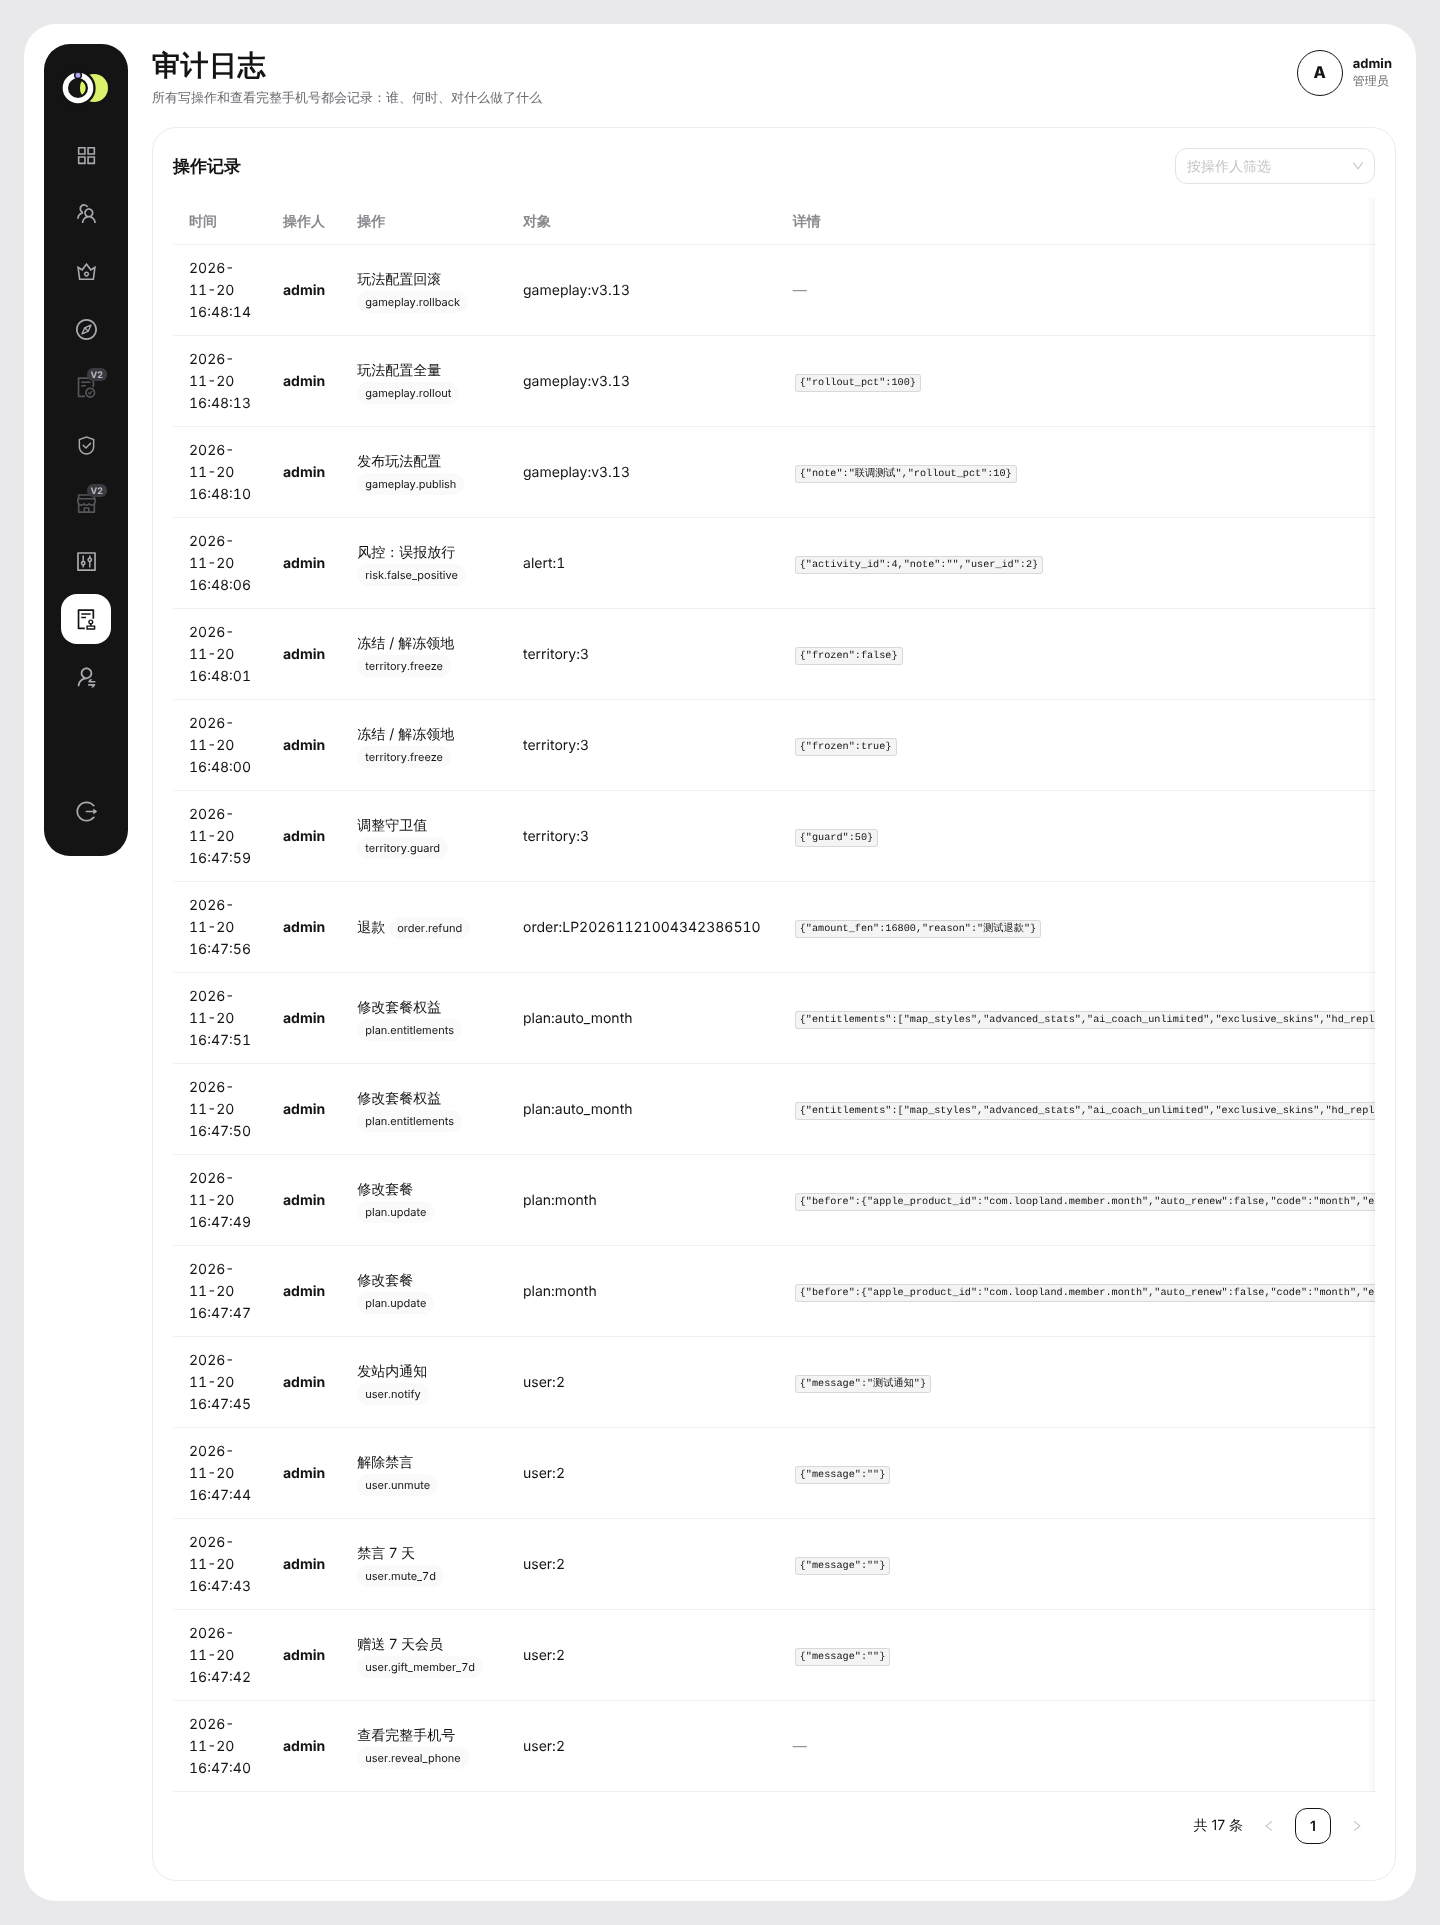 审计日志
所有写操作和查看完整手机号都会记录：谁、何时、对什么做了什么
A
admin
管理员
V2
V2
操作记录
按操作人筛选
时间 操作人 操作 对象 详情
2026-11-20 16:48:14 admin 玩法配置回滚 gameplay.rollback gameplay:v3.13 —
2026-11-20 16:48:13 admin 玩法配置全量 gameplay.rollout gameplay:v3.13 {"rollout_pct":100}
2026-11-20 16:48:10 admin 发布玩法配置 gameplay.publish gameplay:v3.13 {"note":"联调测试","rollout_pct":10}
2026-11-20 16:48:06 admin 风控：误报放行 risk.false_positive alert:1 {"activity_id":4,"note":"","user_id":2}
2026-11-20 16:48:01 admin 冻结 / 解冻领地 territory.freeze territory:3 {"frozen":false}
2026-11-20 16:48:00 admin 冻结 / 解冻领地 territory.freeze territory:3 {"frozen":true}
2026-11-20 16:47:59 admin 调整守卫值 territory.guard territory:3 {"guard":50}
2026-11-20 16:47:56 admin 退款 order.refund order:LP20261121004342386510 {"amount_fen":16800,"reason":"测试退款"}
2026-11-20 16:47:51 admin 修改套餐权益 plan.entitlements plan:auto_month {"entitlements":["map_styles","advanced_stats","ai_coach_unlimited","exclusive_skins","hd_repl
2026-11-20 16:47:50 admin 修改套餐权益 plan.entitlements plan:auto_month {"entitlements":["map_styles","advanced_stats","ai_coach_unlimited","exclusive_skins","hd_repl
2026-11-20 16:47:49 admin 修改套餐 plan.update plan:month {"before":{"apple_product_id":"com.loopland.member.month","auto_renew":false,"code":"month","e
2026-11-20 16:47:47 admin 修改套餐 plan.update plan:month {"before":{"apple_product_id":"com.loopland.member.month","auto_renew":false,"code":"month","e
2026-11-20 16:47:45 admin 发站内通知 user.notify user:2 {"message":"测试通知"}
2026-11-20 16:47:44 admin 解除禁言 user.unmute user:2 {"message":""}
2026-11-20 16:47:43 admin 禁言 7 天 user.mute_7d user:2 {"message":""}
2026-11-20 16:47:42 admin 赠送 7 天会员 user.gift_member_7d user:2 {"message":""}
2026-11-20 16:47:40 admin 查看完整手机号 user.reveal_phone user:2 —
共 17 条 1